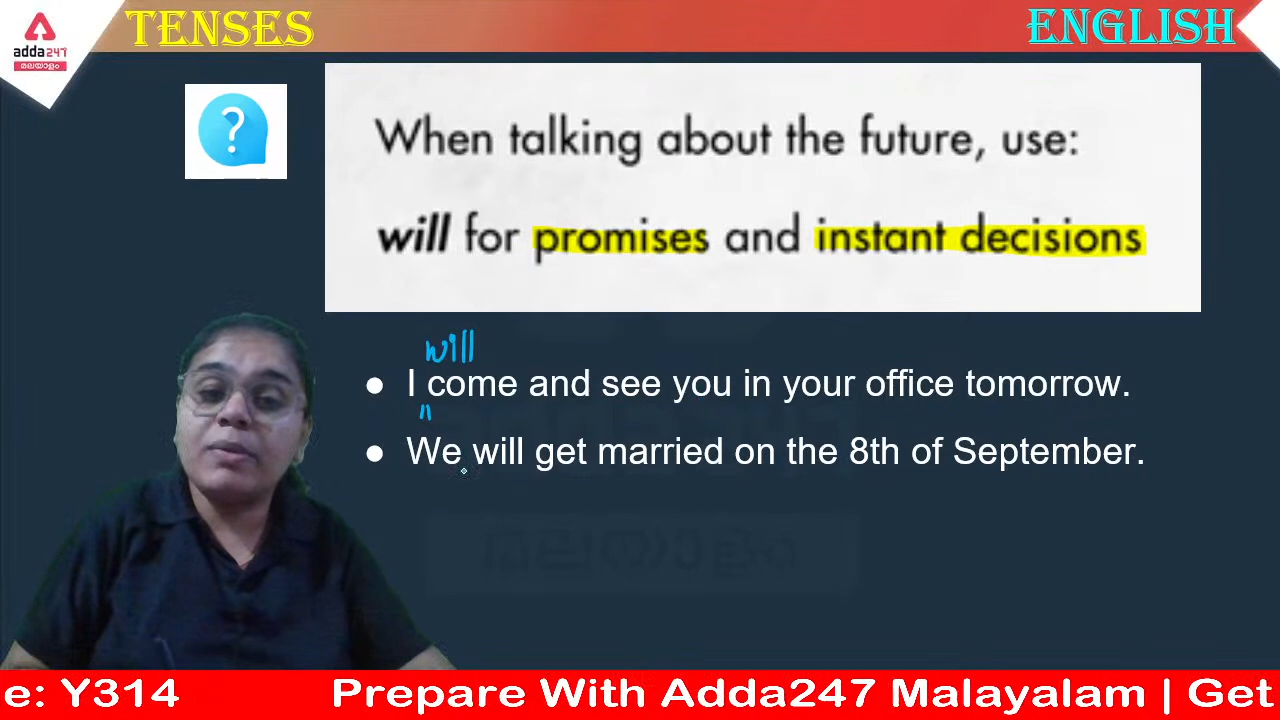 TENSES
ENGLISH
adda247
മലയാളം
?
When talking about the future, use:
will for promises and instant decisions
will
● I come and see you in your office tomorrow.
"
● We will get married on the 8th of September.
മലയാളം
e: Y314 Prepare With Adda247 Malayalam | Get